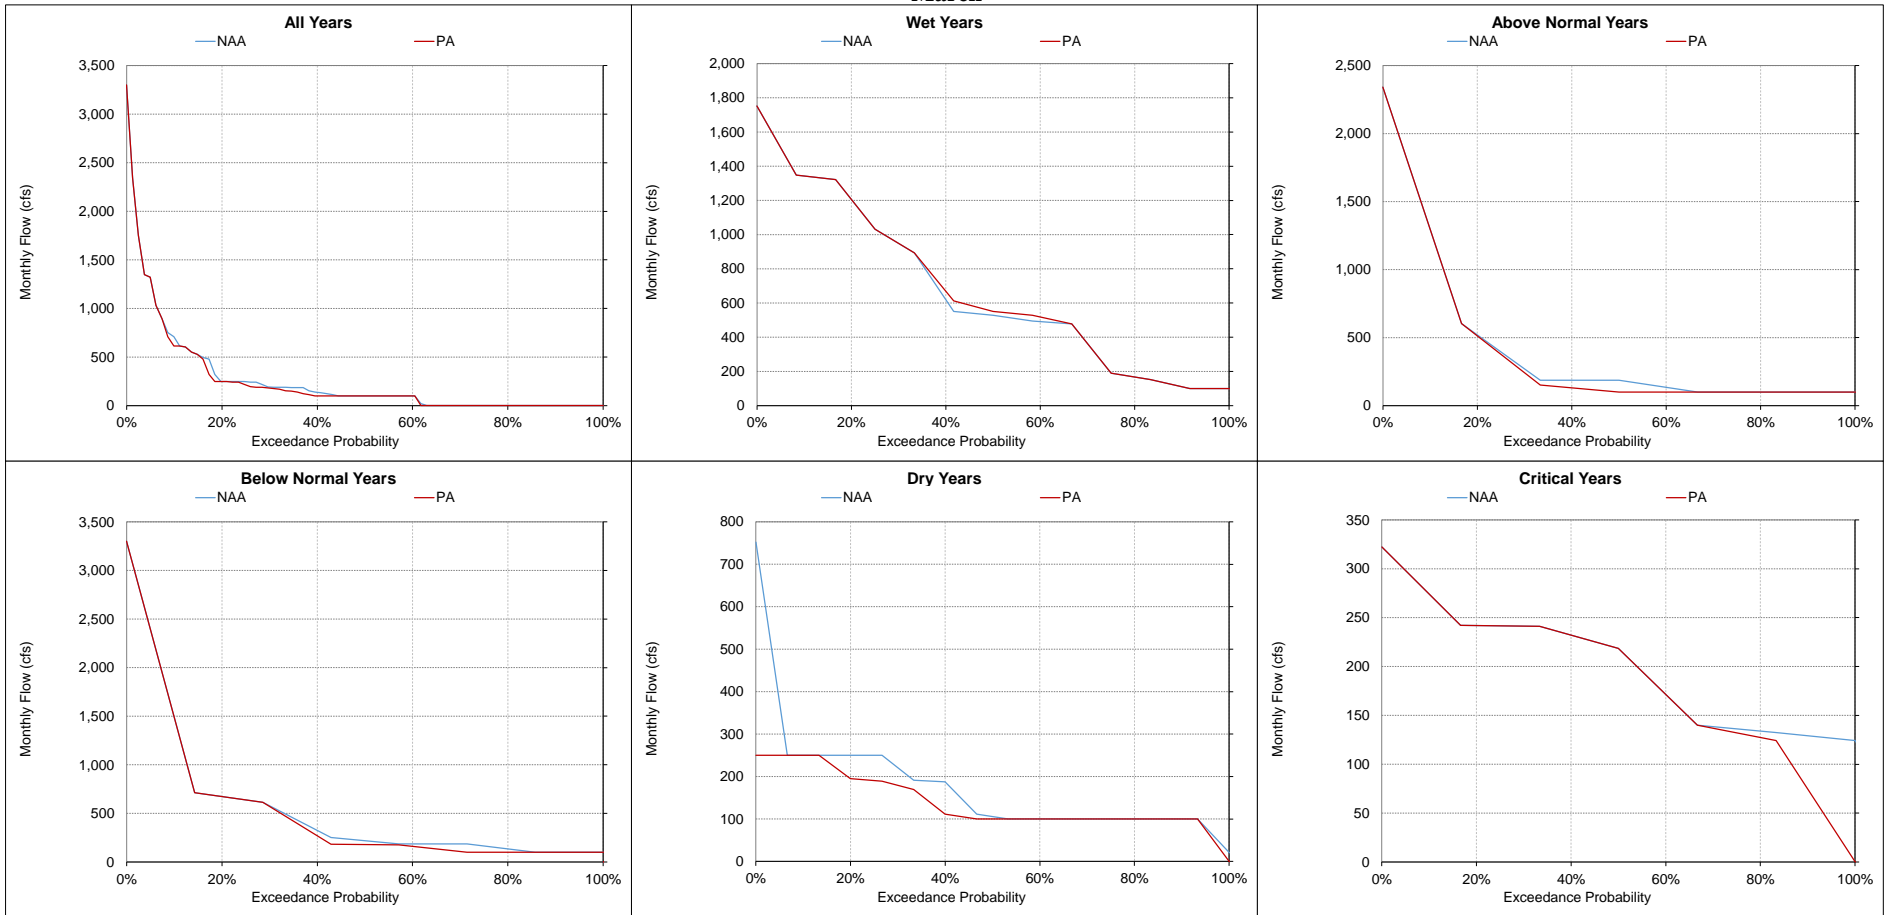 All Years
NAA PA
3,500
3,000
2,500
2,000
1,500
1,000
500
0
Monthly Flow (cfs)
0% 20% 40% 60% 80% 100%
Exceedance Probability
Wet Years
NAA PA
2,000
1,800
1,600
1,400
1,200
1,000
800
600
400
200
0
Monthly Flow (cfs)
0% 20% 40% 60% 80% 100%
Exceedance Probability
Above Normal Years
NAA PA
2,500
2,000
1,500
1,000
500
0
Monthly Flow (cfs)
0% 20% 40% 60% 80% 100%
Exceedance Probability
Below Normal Years
NAA PA
3,500
3,000
2,500
2,000
1,500
1,000
500
0
Monthly Flow (cfs)
0% 20% 40% 60% 80% 100%
Exceedance Probability
Dry Years
NAA PA
800
700
600
500
400
300
200
100
0
Monthly Flow (cfs)
0% 20% 40% 60% 80% 100%
Exceedance Probability
Critical Years
NAA PA
350
300
250
200
150
100
50
0
Monthly Flow (cfs)
0% 20% 40% 60% 80% 100%
Exceedance Probability